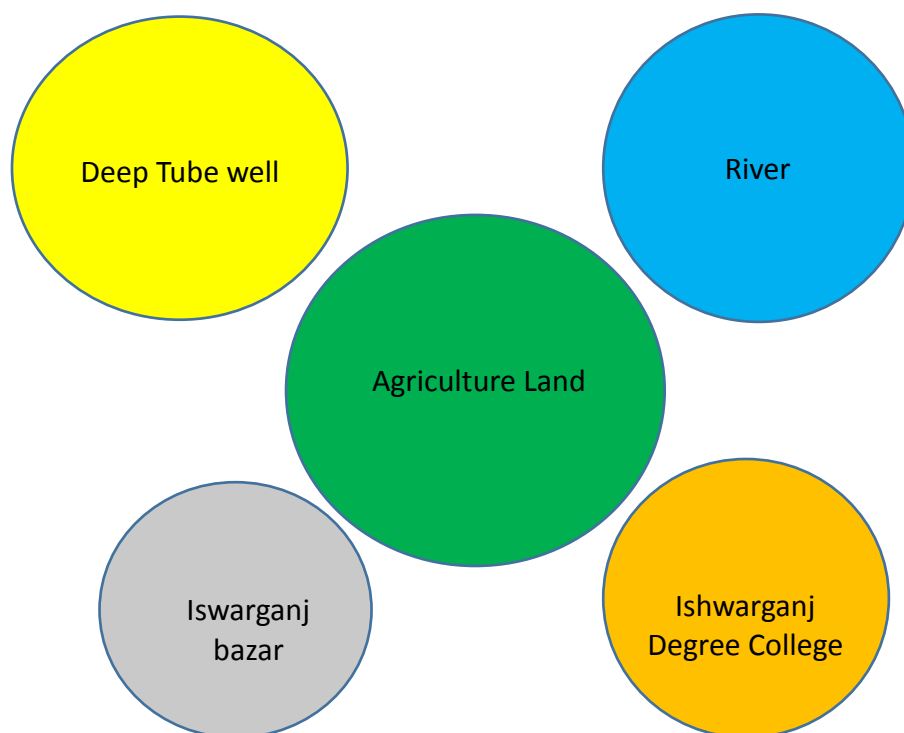 Deep Tube well
River
Agriculture Land
Iswarganj
bazar
Ishwarganj
Degree College